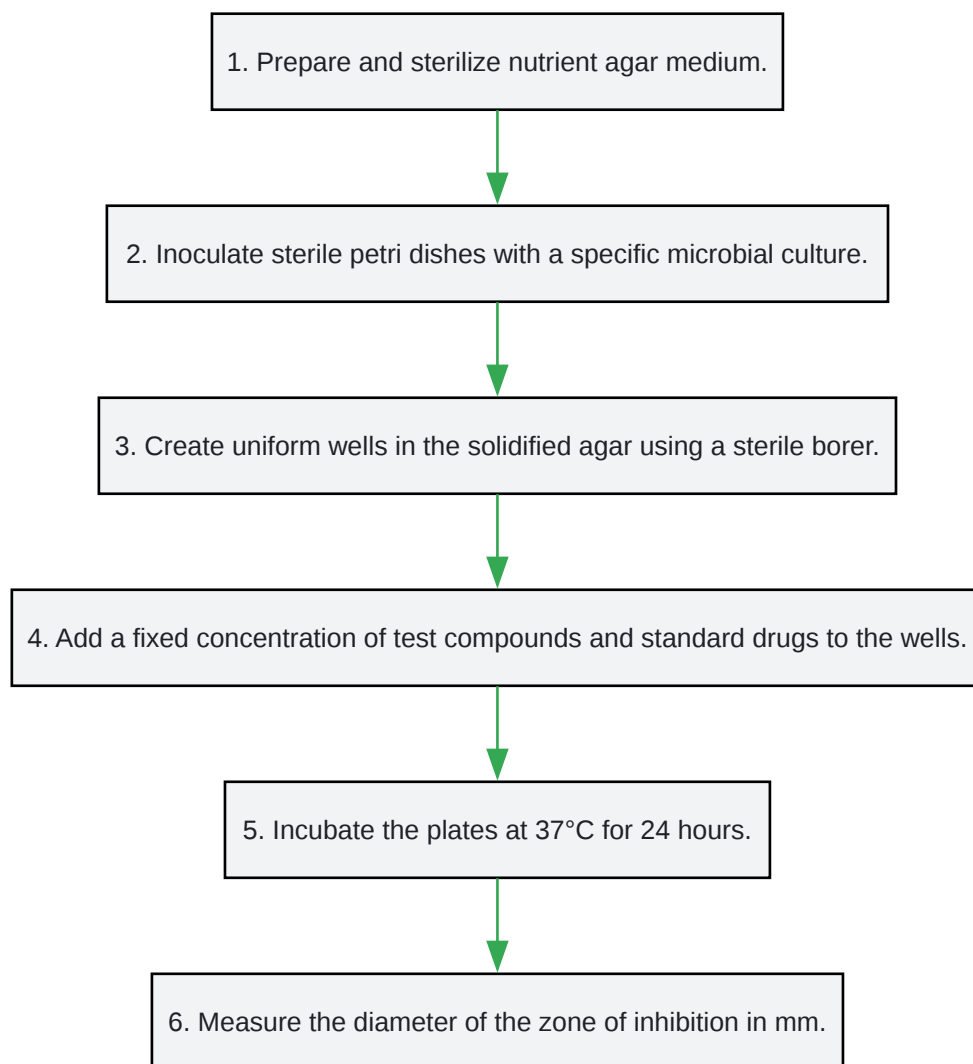 1. Prepare and sterilize nutrient agar medium.
2. Inoculate sterile petri dishes with a specific microbial culture.
3. Create uniform wells in the solidified agar using a sterile borer.
4. Add a fixed concentration of test compounds and standard drugs to the wells.
5. Incubate the plates at 37°C for 24 hours.
6. Measure the diameter of the zone of inhibition in mm.